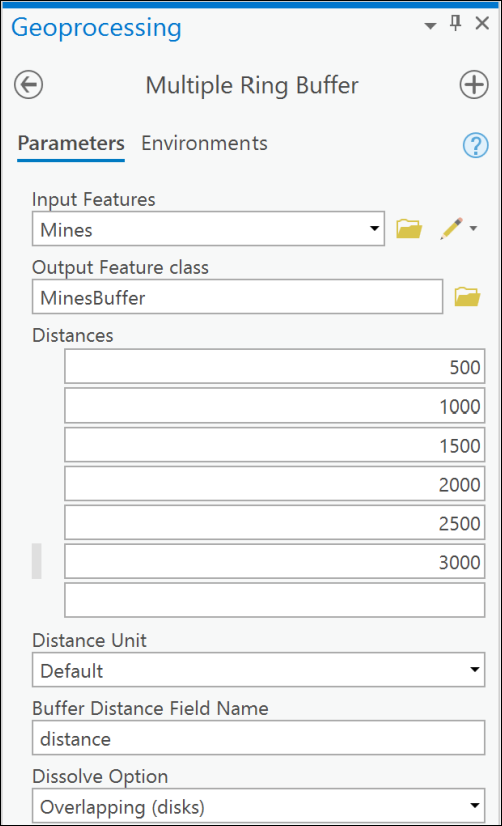 Geoprocessing
Multiple Ring Buffer
Parameters Environments
Input Features
Mines
Output Feature class
MinesBuffer
Distances
500
1000
1500
2000
2500
3000
Distance Unit
Default
Buffer Distance Field Name
distance
Dissolve Option
Overlapping (disks)